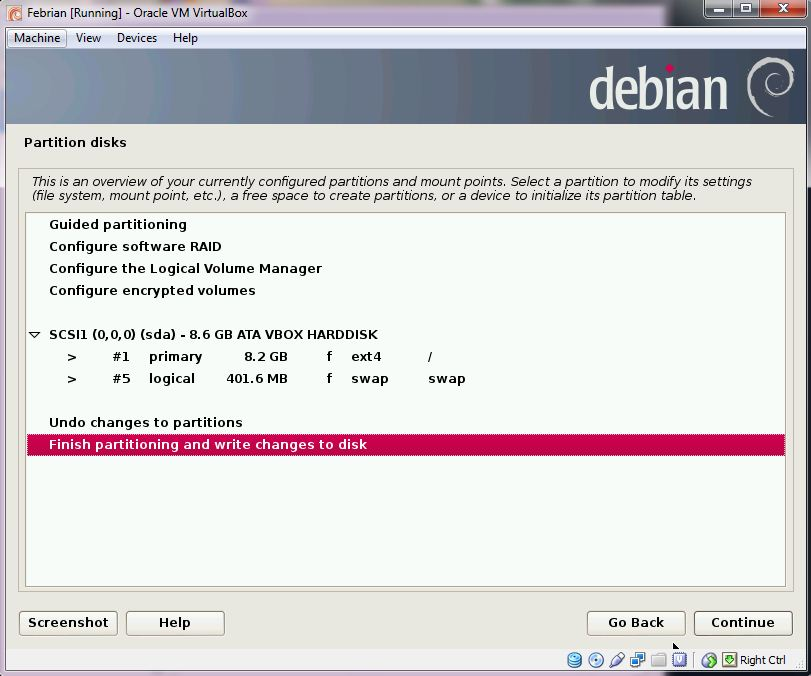 Febrian [Running] - Oracle VM VirtualBox
Machine View Devices Help
debian
Partition disks
This is an overview of your currently configured partitions and mount points. Select a partition to modify its settings
(file system, mount point, etc.), a free space to create partitions, or a device to initialize its partition table.
Guided partitioning
Configure software RAID
Configure the Logical Volume Manager
Configure encrypted volumes
SCSI1 (0,0,0) (sda) - 8.6 GB ATA VBOX HARDDISK
> #1 primary 8.2 GB f ext4 /
> #5 logical 401.6 MB f swap swap
Undo changes to partitions
Finish partitioning and write changes to disk
Screenshot Help Go Back Continue
Right Ctrl